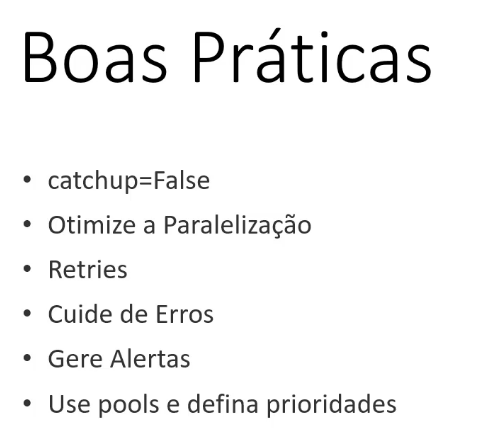 Boas Práticas
• catchup=False
• Otimize a Paralelização
• Retries
• Cuide de Erros
• Gere Alertas
• Use pools e defina prioridades